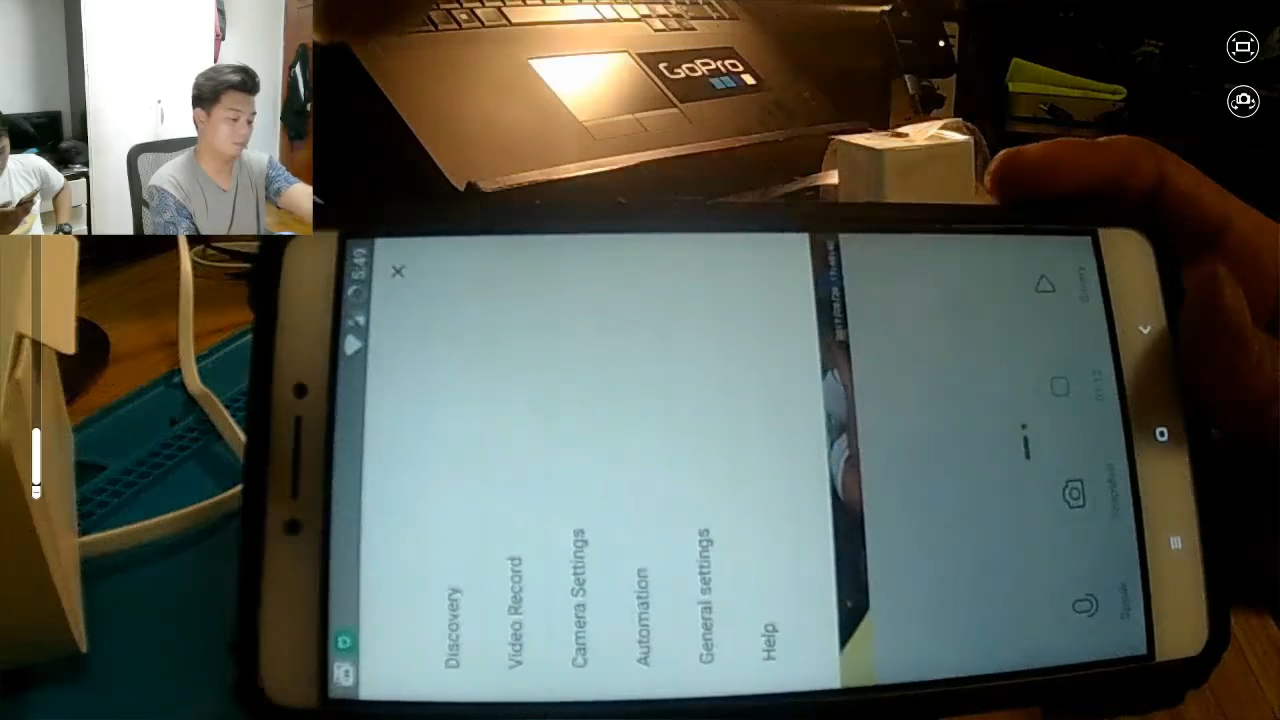 GoPro
5:49
Discovery
Video Record
Camera Settings
Automation
General settings
Help